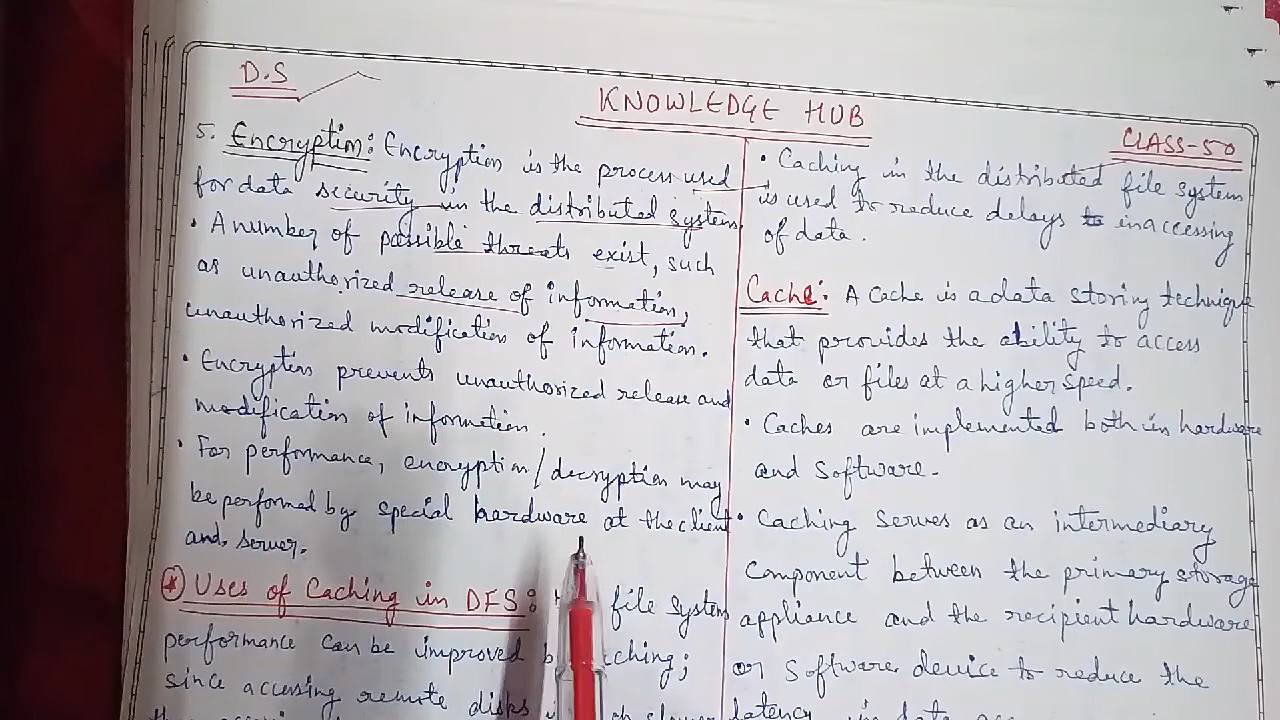 D.S
KNOWLEDGE HUB
CLASS-50
5. Encryption: Encryption is the process used
for data security in the distributed system
• A number of possible threats exist, such
as unauthorized release of information,
unauthorized modification of information.
• Encryption prevents unauthorized release and
modification of information.
• For performance, encryption/decryption may
be performed by special hardware at the client
and server.
* Uses of Caching in DFS: file system
performance can be improved
since accessing remote disks
• Caching in the distributed file system
is used to reduce delays in accessing
of data.
Cache: A Cache is a data storing technique
that provides the ability to access
data or files at a higher speed.
• Caches are implemented both in hardware
and Software.
• Caching Serves as an intermediary
Component between the primary storage
appliance and the recipient hardware
or Software device to reduce the
latency in data